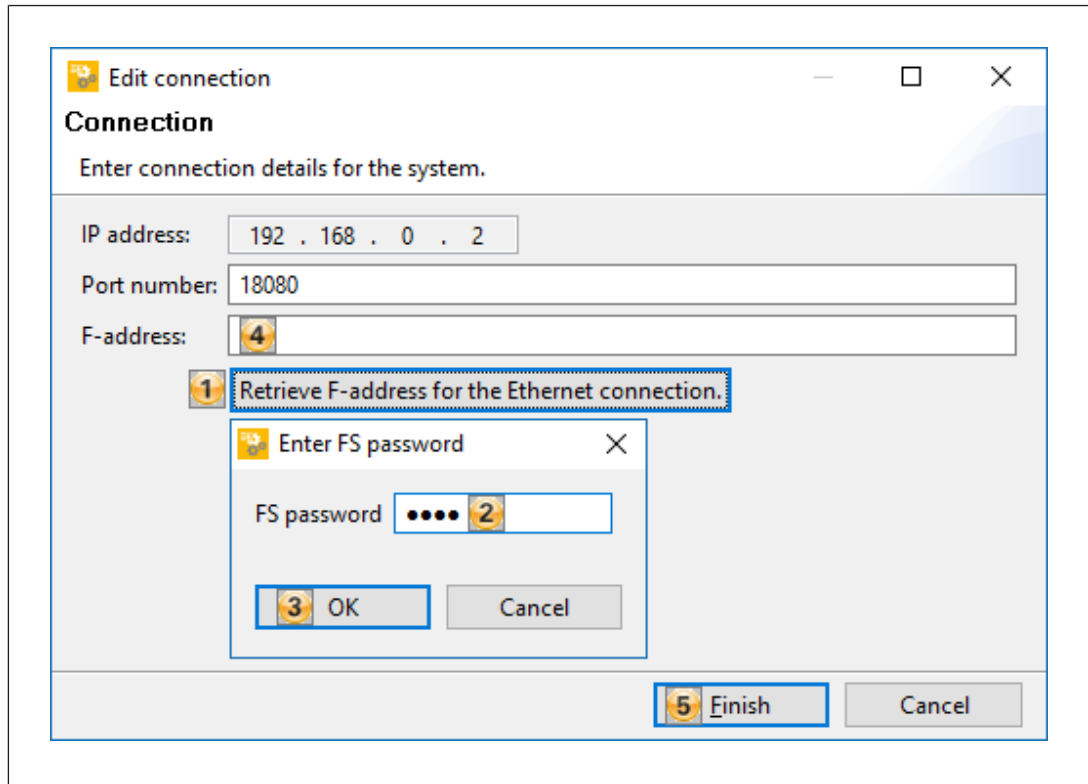 Edit connection
Connection
Enter connection details for the system.
IP address: 192 . 168 . 0 . 2
Port number: 18080
F-address: 4
1 Retrieve F-address for the Ethernet connection.
Enter FS password
FS password •••• 2
3 OK Cancel
5 Finish Cancel